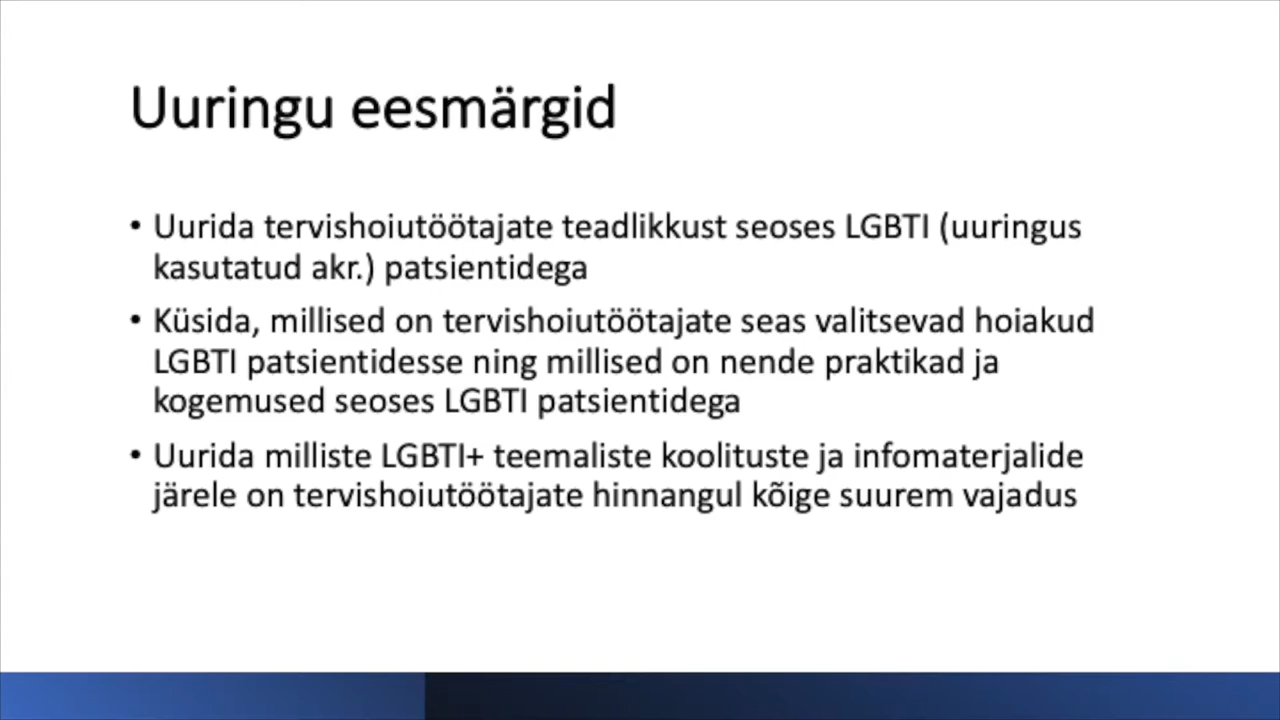 Uuringu eesmärgid
• Uurida tervishoiutöötajate teadlikkust seoses LGBTI (uuringus
kasutatud akr.) patsientidega
• Küsida, millised on tervishoiutöötajate seas valitsevad hoiakud
LGBTI patsientidesse ning millised on nende praktikad ja
kogemused seoses LGBTI patsientidega
• Uurida milliste LGBTI+ teemaliste koolituste ja infomaterjalide
järele on tervishoiutöötajate hinnangul kõige suurem vajadus